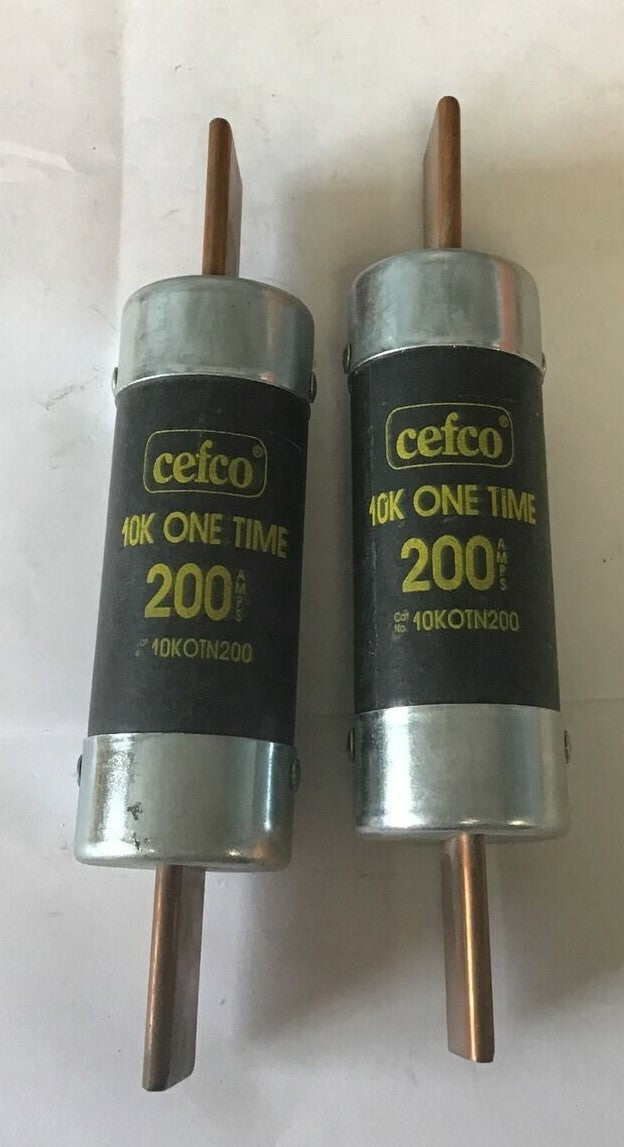 cefco®
10K ONE TIME
200 AMPS
10KOTN200
cefco®
10K ONE TIME
200 AMPS
Cat. No. 10KOTN200